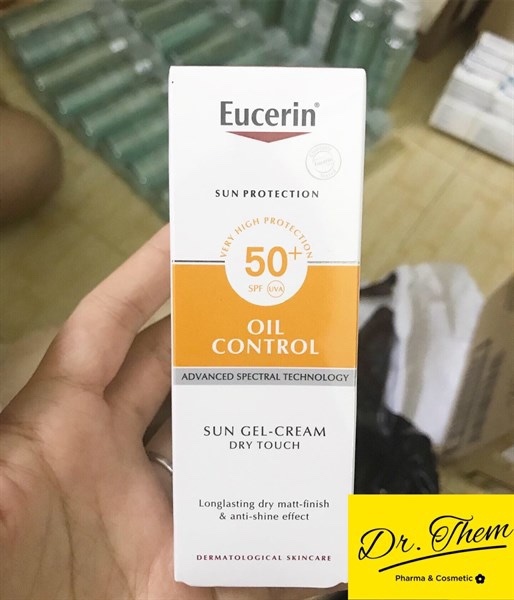 Eucerin®
SUN PROTECTION
VERY HIGH PROTECTION
50+
SPF UVA
OIL
CONTROL
ADVANCED SPECTRAL TECHNOLOGY
SUN GEL-CREAM
DRY TOUCH
Longlasting dry matt-finish
& anti-shine effect
DERMATOLOGICAL SKINCARE
Dr. Them
Pharma & Cosmetic